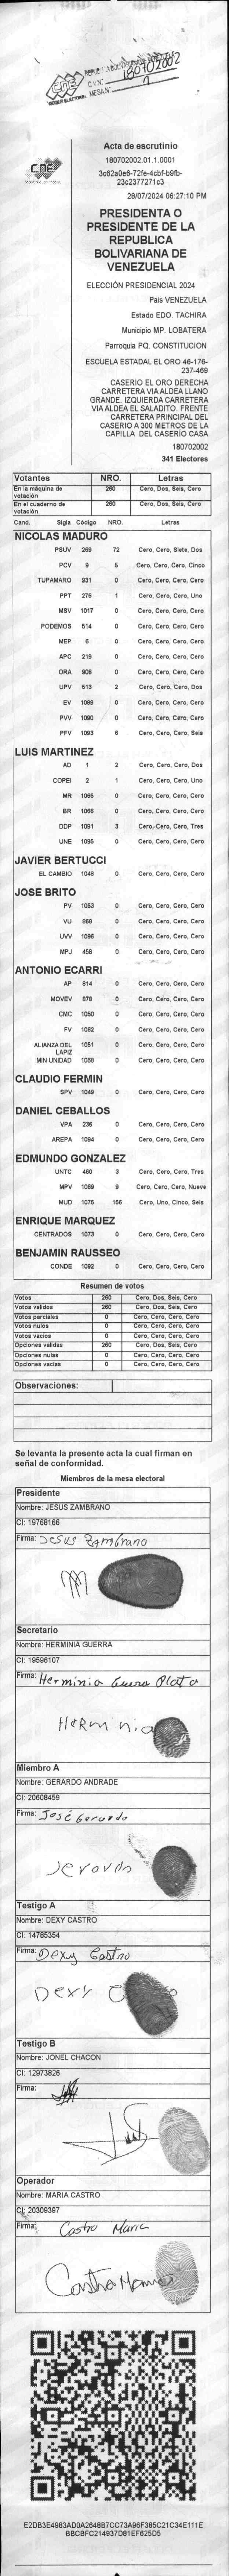 CNE
180702002
MESA N° 1
CNE
Acta de escrutinio
180702002.01.1.0001
3c62a0e6-72fe-4cbf-b9fb-
23c2377271c3
28/07/2024 06:27:10 PM
PRESIDENTA O
PRESIDENTE DE LA
REPUBLICA
BOLIVARIANA DE
VENEZUELA
ELECCIÓN PRESIDENCIAL 2024
Pais VENEZUELA
Estado EDO. TACHIRA
Municipio MP. LOBATERA
Parroquia PQ. CONSTITUCION
ESCUELA ESTADAL EL ORO 46-176-
237-469
CASERIO EL ORO DERECHA
CARRETERA VIA ALDEA LLANO
GRANDE. IZQUIERDA CARRETERA
VIA ALDEA EL SALADITO. FRENTE
CARRETERA PRINCIPAL DEL
CASERIO A 300 METROS DE LA
CAPILLA DEL CASERIO CASA
180702002
341 Electores
Votantes NRO. Letras
En la máquina de votación 260 Cero, Dos, Seis, Cero
En el cuaderno de votación 260 Cero, Dos, Seis, Cero
Cand. Sigla Código NRO. Letras
NICOLAS MADURO
PSUV 269 72 Cero, Cero, Siete, Dos
PCV 9 5 Cero, Cero, Cero, Cinco
TUPAMARO 931 0 Cero, Cero, Cero, Cero
PPT 276 1 Cero, Cero, Cero, Uno
MSV 1017 0 Cero, Cero, Cero, Cero
PODEMOS 514 0 Cero, Cero, Cero, Cero
MEP 6 0 Cero, Cero, Cero, Cero
APC 219 0 Cero, Cero, Cero, Cero
ORA 906 0 Cero, Cero, Cero, Cero
UPV 513 2 Cero, Cero, Cero, Dos
EV 1089 0 Cero, Cero, Cero, Cero
PVV 1090 0 Cero, Cero, Cero, Cero
PFV 1093 6 Cero, Cero, Cero, Seis
LUIS MARTINEZ
AD 1 2 Cero, Cero, Cero, Dos
COPEI 2 1 Cero, Cero, Cero, Uno
MR 1065 0 Cero, Cero, Cero, Cero
BR 1066 0 Cero, Cero, Cero, Cero
DDP 1091 3 Cero, Cero, Cero, Tres
UNE 1095 0 Cero, Cero, Cero, Cero
JAVIER BERTUCCI
EL CAMBIO 1048 0 Cero, Cero, Cero, Cero
JOSE BRITO
PV 1053 0 Cero, Cero, Cero, Cero
VU 868 0 Cero, Cero, Cero, Cero
UVV 1096 0 Cero, Cero, Cero, Cero
MPJ 458 0 Cero, Cero, Cero, Cero
ANTONIO ECARRI
AP 814 0 Cero, Cero, Cero, Cero
MOVEV 878 0 Cero, Cero, Cero, Cero
CMC 1050 0 Cero, Cero, Cero, Cero
FV 1062 0 Cero, Cero, Cero, Cero
ALIANZA DEL LAPIZ 1051 0 Cero, Cero, Cero, Cero
MIN UNIDAD 1068 0 Cero, Cero, Cero, Cero
CLAUDIO FERMIN
SPV 1049 0 Cero, Cero, Cero, Cero
DANIEL CEBALLOS
VPA 236 0 Cero, Cero, Cero, Cero
AREPA 1094 0 Cero, Cero, Cero, Cero
EDMUNDO GONZALEZ
UNTC 460 3 Cero, Cero, Cero, Tres
MPV 1069 9 Cero, Cero, Cero, Nueve
MUD 1075 156 Cero, Uno, Cinco, Seis
ENRIQUE MARQUEZ
CENTRADOS 1073 0 Cero, Cero, Cero, Cero
BENJAMIN RAUSSEO
CONDE 1092 0 Cero, Cero, Cero, Cero
Resumen de votos
Votos 260 Cero, Dos, Seis, Cero
Votos validos 260 Cero, Dos, Seis, Cero
Votos parciales 0 Cero, Cero, Cero, Cero
Votos nulos 0 Cero, Cero, Cero, Cero
Votos vacios 0 Cero, Cero, Cero, Cero
Opciones validas 260 Cero, Dos, Seis, Cero
Opciones nulas 0 Cero, Cero, Cero, Cero
Opciones vacias 0 Cero, Cero, Cero, Cero
Observaciones:
Se levanta la presente acta la cual firman en
señal de conformidad.
Miembros de la mesa electoral
Presidente
Nombre: JESUS ZAMBRANO
CI: 19768166
Firma: Jesus Zambrano
Secretario
Nombre: HERMINIA GUERRA
CI: 19596107
Firma: Herminia Guerra Plata
Herminia
Miembro A
Nombre: GERARDO ANDRADE
CI: 20608459
Firma: José Gerardo
Testigo A
Nombre: DEXY CASTRO
CI: 14785354
Firma: Dexy Castro
Dexy
Testigo B
Nombre: JONEL CHACON
CI: 12973826
Firma:
Operador
Nombre: MARIA CASTRO
CI: 20309397
Firma: Castro Maria
E2DB3E4983AD0A2646B7CC73A96F385C21C34E111E
BBCBFC214937D81EF625D5